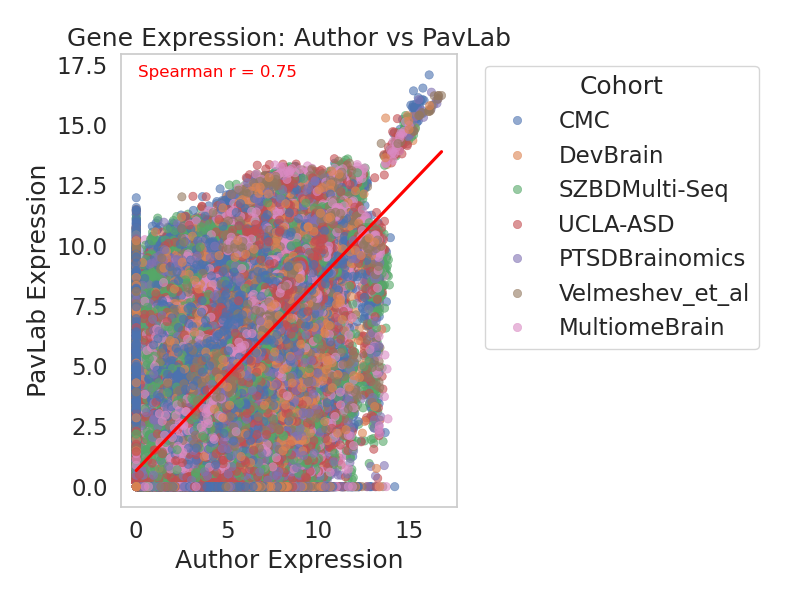 Gene Expression: Author vs PavLab
Spearman r = 0.75
17.5
15.0
12.5
10.0
7.5
5.0
2.5
0.0
PavLab Expression
0 5 10 15
Author Expression
Cohort
CMC
DevBrain
SZBDMulti-Seq
UCLA-ASD
PTSDBrainomics
Velmeshev_et_al
MultiomeBrain